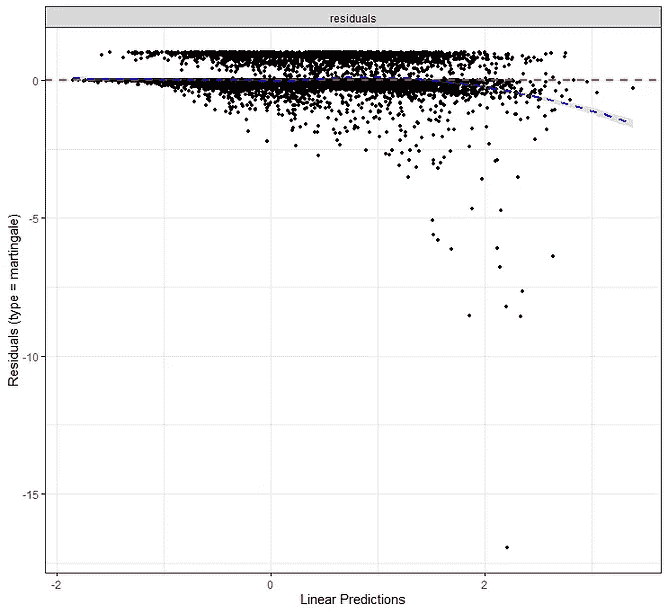 residuals
0
-5
-10
-15
Residuals (type = martingale)
-2
0
2
Linear Predictions